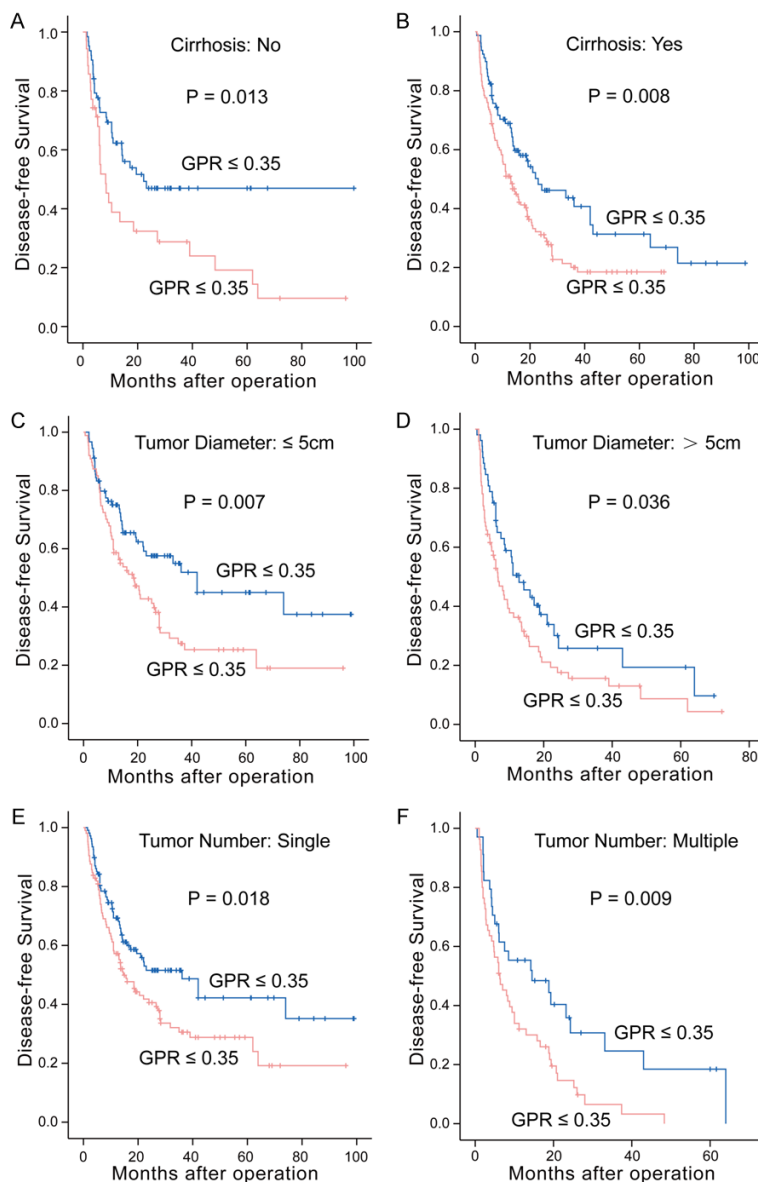 A
Cirrhosis: No
P = 0.013
GPR ≤ 0.35
GPR ≤ 0.35
Disease-free Survival
1.0
0.8
0.6
0.4
0.2
0.0
0 20 40 60 80 100
Months after operation
B
Cirrhosis: Yes
P = 0.008
GPR ≤ 0.35
GPR ≤ 0.35
Disease-free Survival
1.0
0.8
0.6
0.4
0.2
0.0
0 20 40 60 80 100
Months after operation
C
Tumor Diameter: ≤ 5cm
P = 0.007
GPR ≤ 0.35
GPR ≤ 0.35
Disease-free Survival
1.0
0.8
0.6
0.4
0.2
0.0
0 20 40 60 80 100
Months after operation
D
Tumor Diameter: > 5cm
P = 0.036
GPR ≤ 0.35
GPR ≤ 0.35
Disease-free Survival
1.0
0.8
0.6
0.4
0.2
0.0
0 20 40 60 80
Months after operation
E
Tumor Number: Single
P = 0.018
GPR ≤ 0.35
GPR ≤ 0.35
Disease-free Survival
1.0
0.8
0.6
0.4
0.2
0.0
0 20 40 60 80 100
Months after operation
F
Tumor Number: Multiple
P = 0.009
GPR ≤ 0.35
GPR ≤ 0.35
Disease-free Survival
1.0
0.8
0.6
0.4
0.2
0.0
0 20 40 60
Months after operation